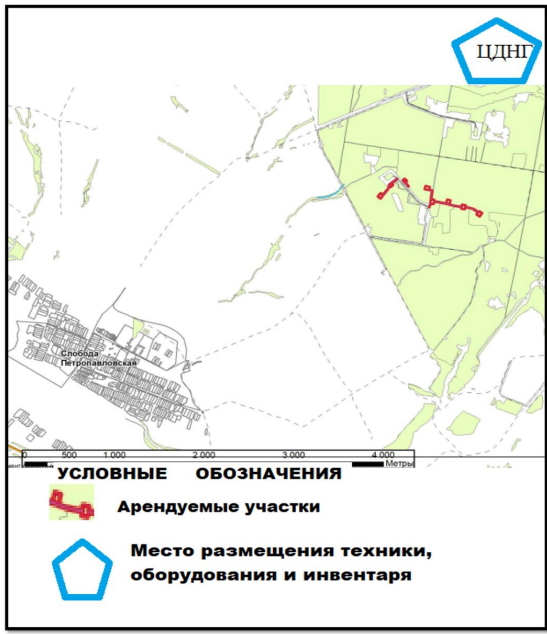 ЦДНГ
Слобода
Петропавловская
0 500 1 000 2 000 3 000 4 000
Метры
УСЛОВНЫЕ ОБОЗНАЧЕНИЯ
Арендуемые участки
Место размещения техники,
оборудования и инвентаря